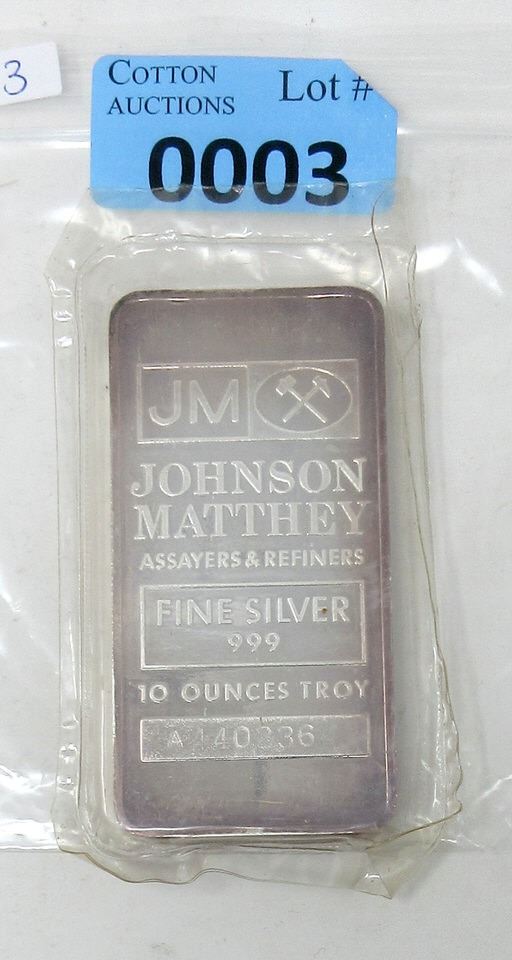 3
COTTON
AUCTIONS
Lot #
0003
JM
JOHNSON
MATTHEY
ASSAYERS & REFINERS
FINE SILVER
999
10 OUNCES TROY